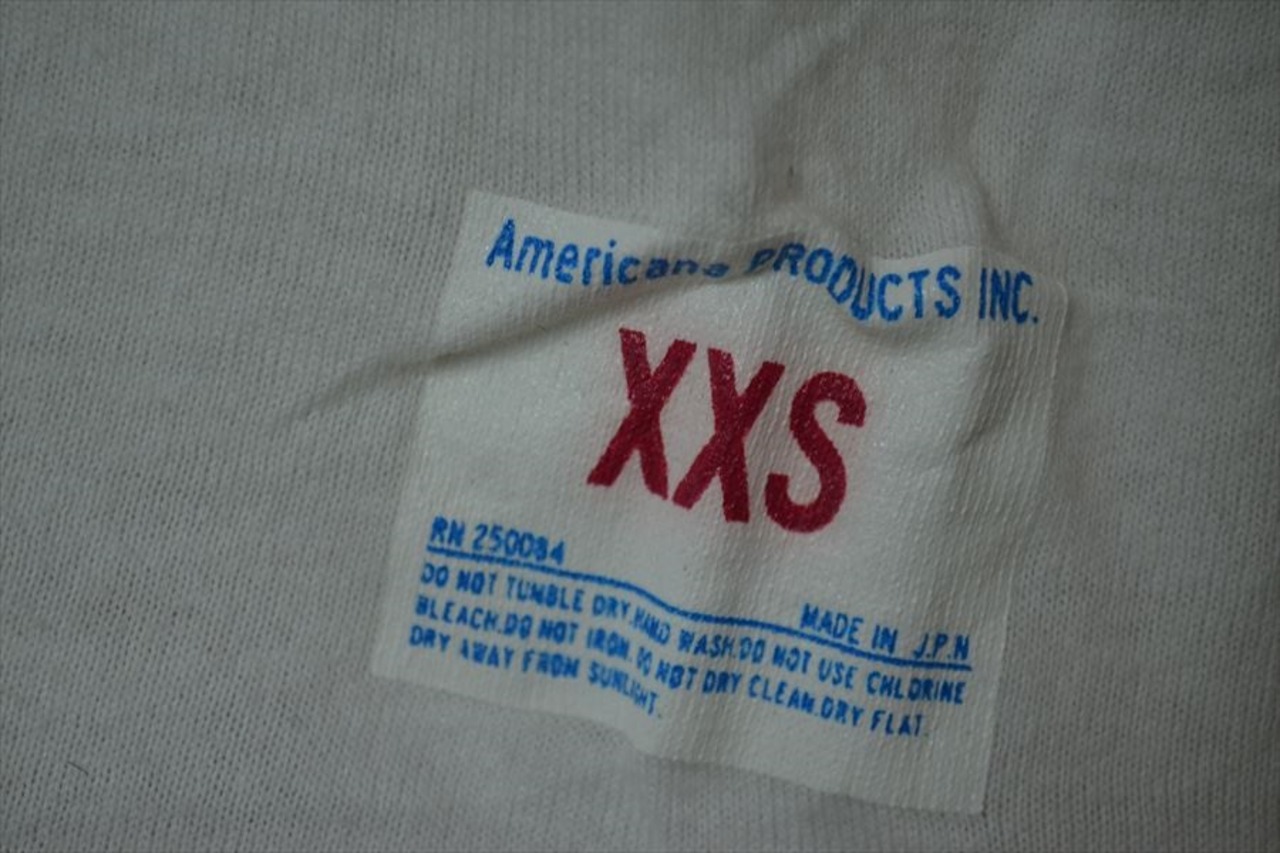 Americana PRODUCTS INC.
XXS
RN 250084
MADE IN J.P.N
DO NOT TUMBLE DRY.HAND WASH.DO NOT USE CHLORINE
BLEACH.DO NOT IRON.DO NOT DRY CLEAN.DRY FLAT.
DRY AWAY FROM SUNLIGHT.